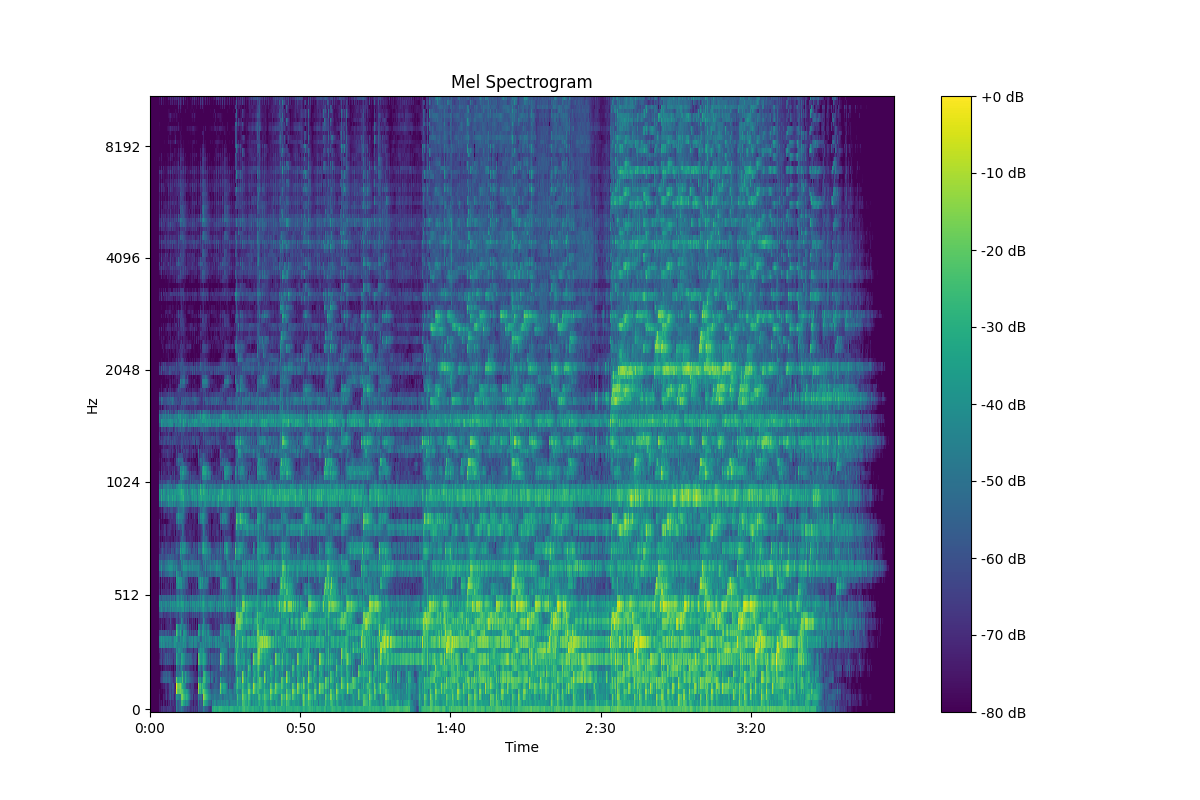 Mel Spectrogram
Hz
8192
4096
2048
1024
512
0
0:00
0:50
1:40
2:30
3:20
Time
+0 dB
-10 dB
-20 dB
-30 dB
-40 dB
-50 dB
-60 dB
-70 dB
-80 dB